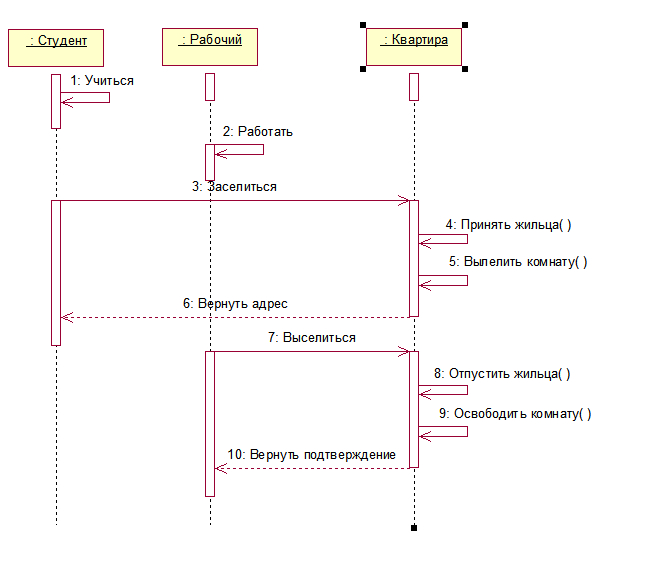 : Студент
: Рабочий
: Квартира
1: Учиться
2: Работать
3: Заселиться
4: Принять жильца( )
5: Вылелить комнату( )
6: Вернуть адрес
7: Выселиться
8: Отпустить жильца( )
9: Освободить комнату( )
10: Вернуть подтверждение